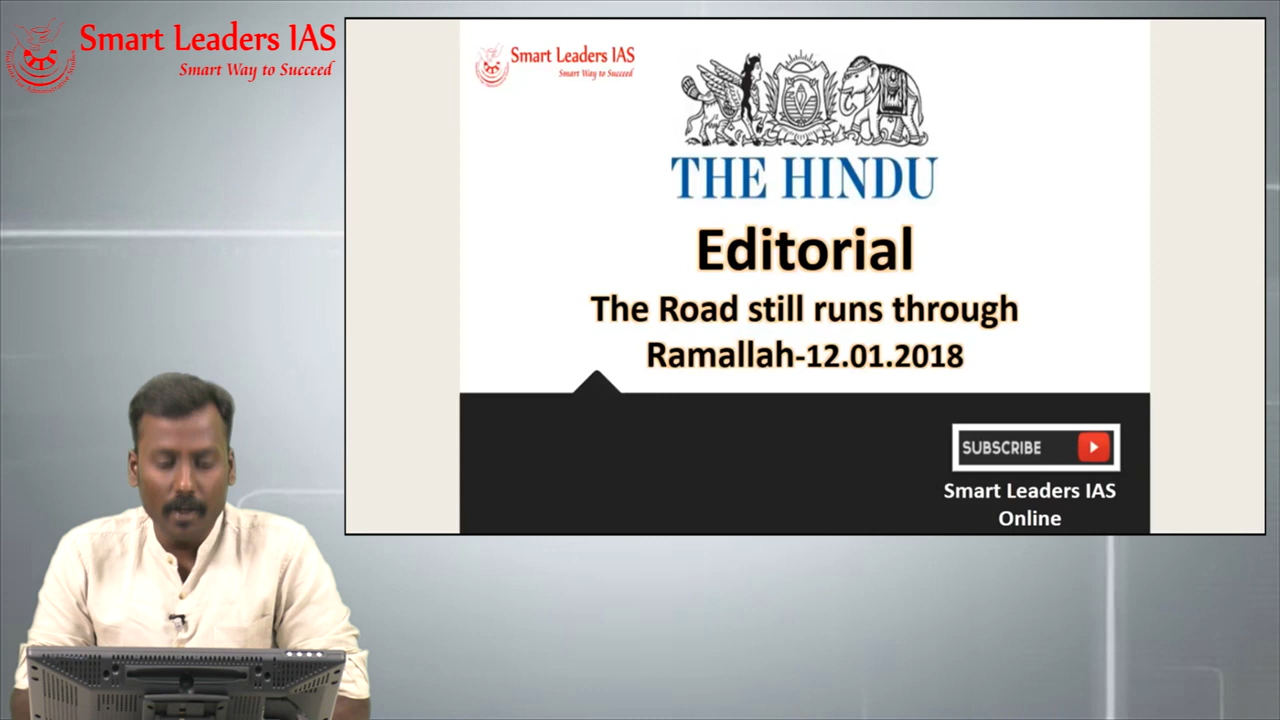 Smart Leaders IAS
Smart Way to Succeed
Smart Leaders IAS
Smart Way to Succeed
THE HINDU
Editorial
The Road still runs through
Ramallah-12.01.2018
SUBSCRIBE
Smart Leaders IAS
Online